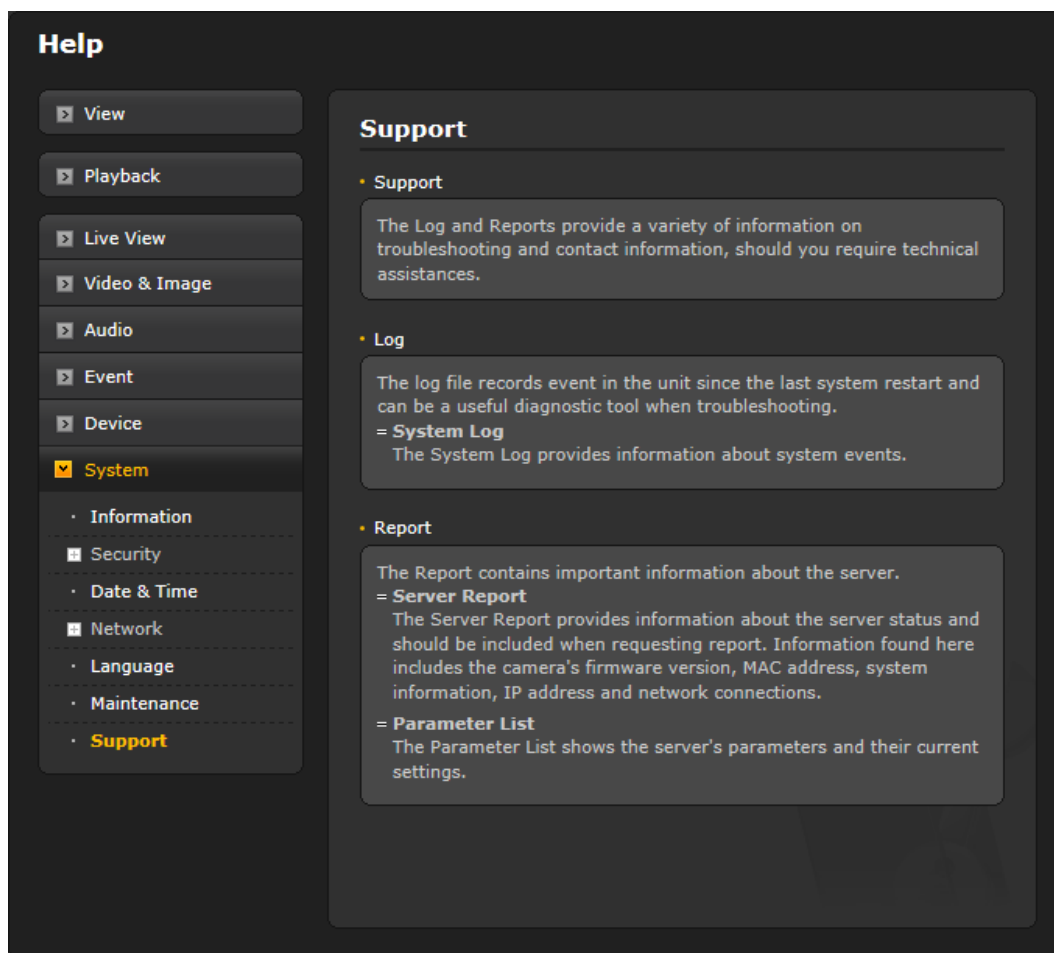 Help
View
Playback
Live View
Video & Image
Audio
Event
Device
System
Information
Security
Date & Time
Network
Language
Maintenance
Support
Support
Support
The Log and Reports provide a variety of information on
troubleshooting and contact information, should you require technical
assistances.
Log
The log file records event in the unit since the last system restart and
can be a useful diagnostic tool when troubleshooting.
= System Log
The System Log provides information about system events.
Report
The Report contains important information about the server.
= Server Report
The Server Report provides information about the server status and
should be included when requesting report. Information found here
includes the camera's firmware version, MAC address, system
information, IP address and network connections.
= Parameter List
The Parameter List shows the server's parameters and their current
settings.